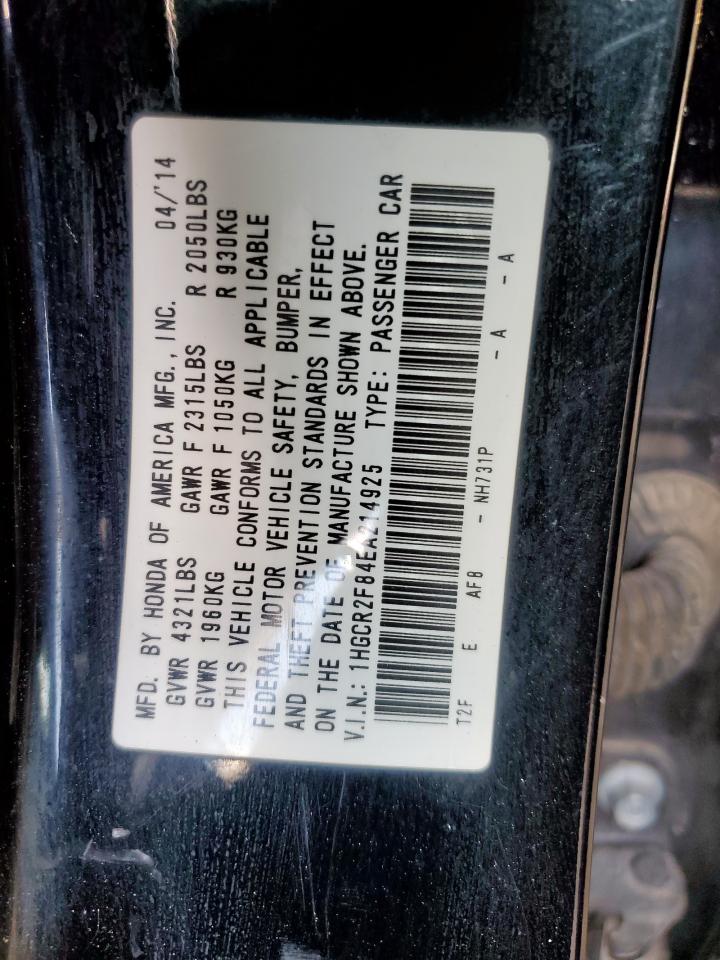 MFD. BY HONDA OF AMERICA MFG., INC. 04/'14
GVWR 4321LBS GAWR F 2315LBS R 2050LBS
GVWR 1960KG GAWR F 1050KG R 930KG
THIS VEHICLE CONFORMS TO ALL APPLICABLE
FEDERAL MOTOR VEHICLE SAFETY, BUMPER,
AND THEFT PREVENTION STANDARDS IN EFFECT
ON THE DATE OF MANUFACTURE SHOWN ABOVE.
V.I.N.: 1HGCR2F84EA214925 TYPE: PASSENGER CAR
T2F E AF8 - NH731P - A - A